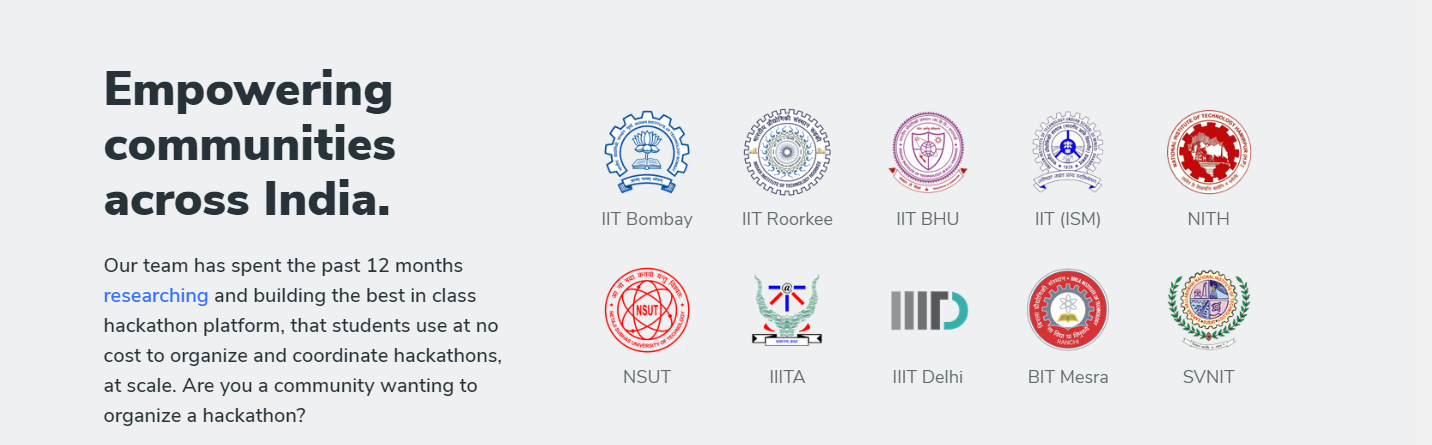 Empowering
communities
across India.
Our team has spent the past 12 months
researching and building the best in class
hackathon platform, that students use at no
cost to organize and coordinate hackathons,
at scale. Are you a community wanting to
organize a hackathon?
IIT Bombay
IIT Roorkee
IIT BHU
IIT (ISM)
NITH
NSUT
NSUT
IIITA
IIIT Delhi
RANCHI
BIT Mesra
SVNIT